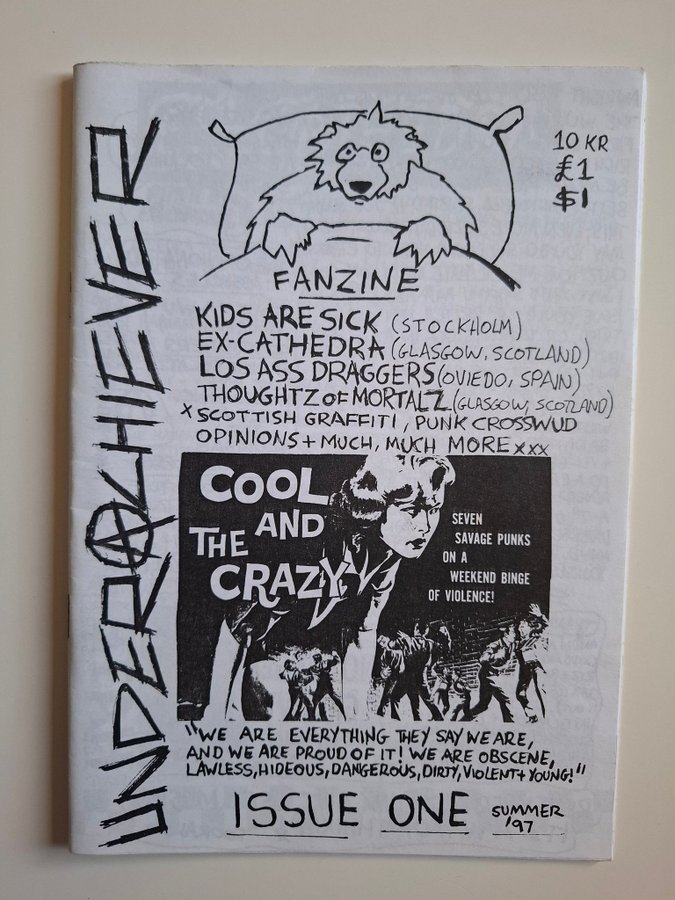 UNDERACHIEVER
10 KR
£1
$1
FANZINE
KIDS ARE SICK (STOCKHOLM)
EX-CATHEDRA (GLASGOW, SCOTLAND)
LOS ASS DRAGGERS (OVIEDO, SPAIN)
THOUGHTZ OF MORTALZ (GLASGOW, SCOTLAND)
x SCOTTISH GRAFFITI, PUNK CROSSWUD
OPINIONS + MUCH, MUCH MORE xxx
COOL
AND
THE
CRAZY
SEVEN
SAVAGE PUNKS
ON A
WEEKEND BINGE
OF VIOLENCE!
"WE ARE EVERYTHING THEY SAY WE ARE,
AND WE ARE PROUD OF IT! WE ARE OBSCENE,
LAWLESS, HIDEOUS, DANGEROUS, DIRTY, VIOLENT + YOUNG!"
ISSUE ONE
SUMMER
'97